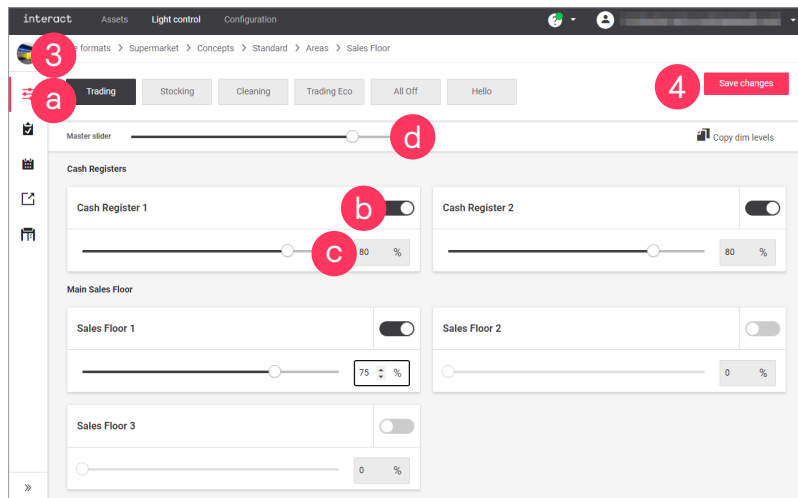 interact Assets Light control Configuration ?
3 formats > Supermarket > Concepts > Standard > Areas > Sales Floor
a Trading Stocking Cleaning Trading Eco All Off Hello 4 Save changes
Master slider d Copy dim levels
Cash Registers
Cash Register 1 b Cash Register 2
c 80 % 80 %
Main Sales Floor
Sales Floor 1 Sales Floor 2
75 % 0 %
Sales Floor 3
0 %